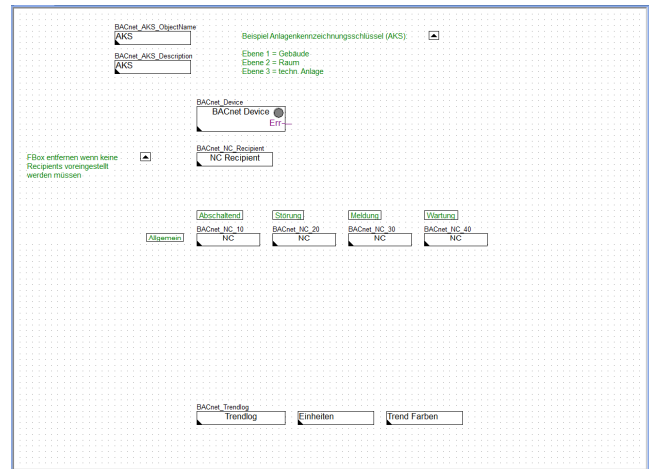 BACnet_AKS_ObjectName
AKS
Beispiel Anlagenkennzeichnungsschlüssel (AKS):
BACnet_AKS_Description
AKS
Ebene 1 = Gebäude
Ebene 2 = Raum
Ebene 3 = techn. Anlage
BACnet_Device
BACnet Device
Err
BACnet_NC_Recipient
NC Recipient
FBox entfernen wenn keine
Recipients voreingestellt
werden müssen
Abschaltend Störung Meldung Wartung
BACnet_NC_10 BACnet_NC_20 BACnet_NC_30 BACnet_NC_40
Allgemein NC NC NC NC
BACnet_Trendlog
Trendlog Einheiten Trend Farben